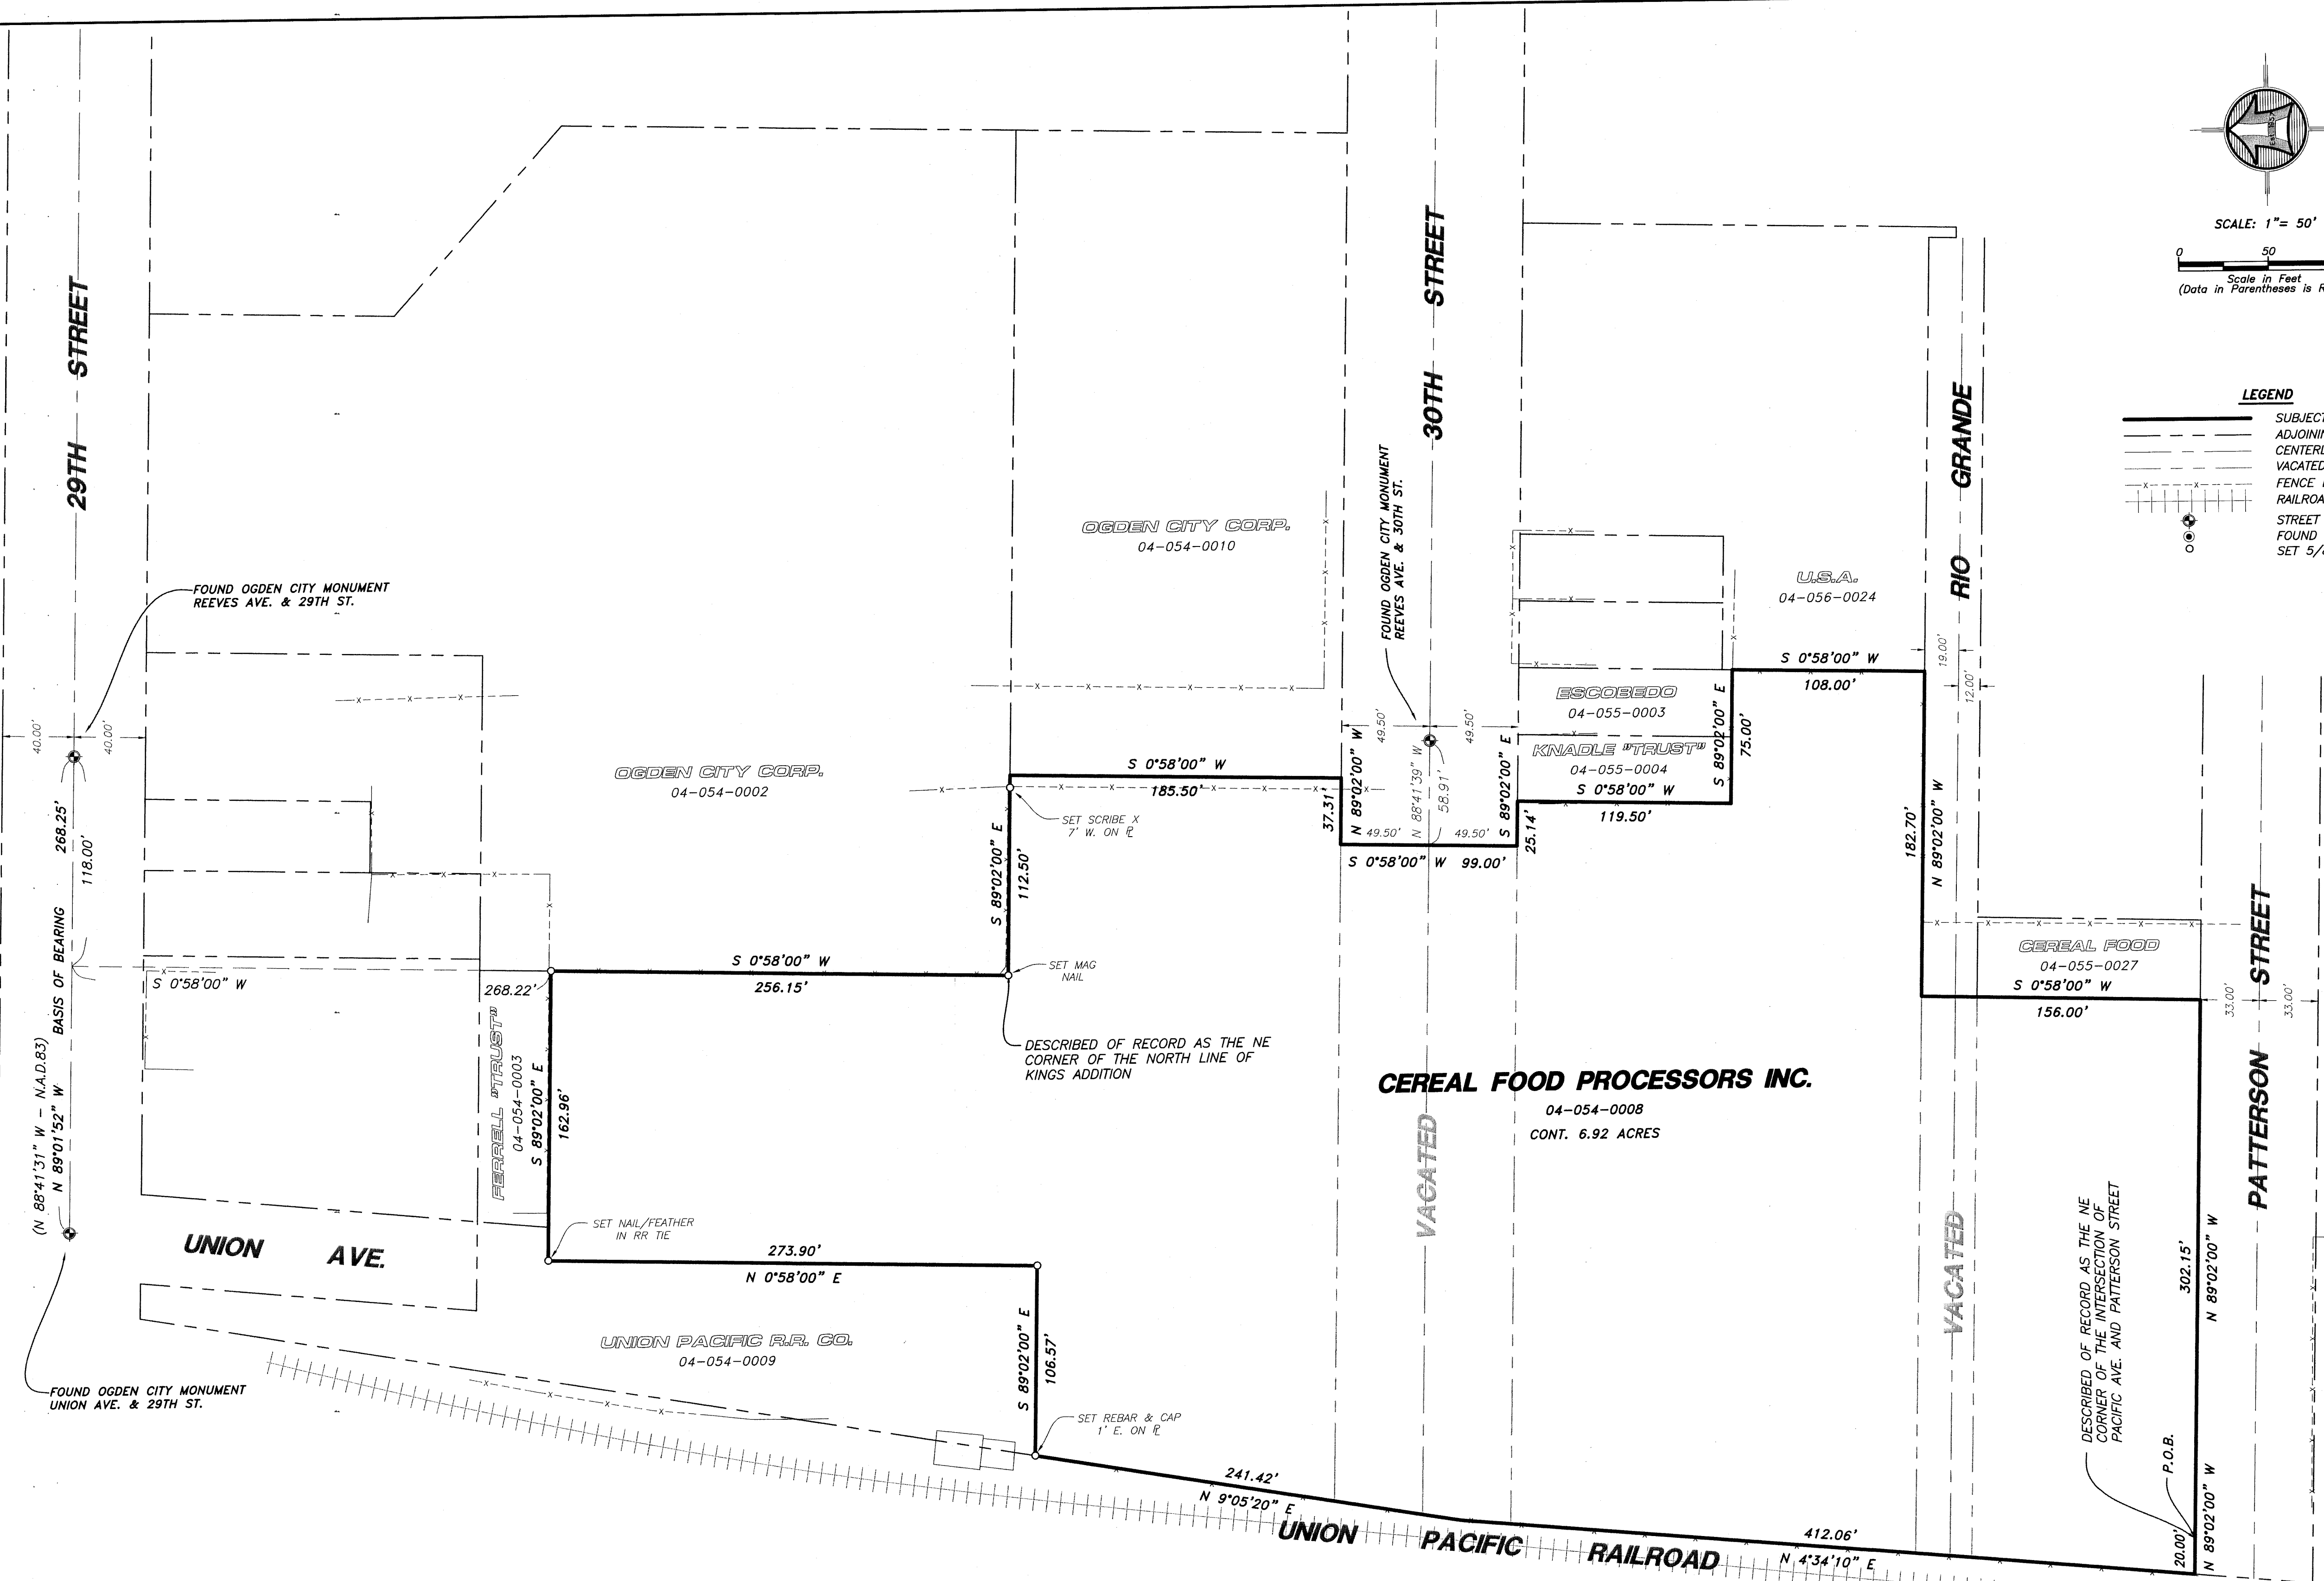 29TH STREET
30TH STREET
RIO GRANDE
PATTERSON STREET
Est. 1852
SCALE: 1"= 50'
0 50
Scale in Feet
(Data in Parentheses is
LEGEND
FENCE
STREET
FOUND
FOUND OGDEN CITY MONUMENT
REEVES AVE. & 29TH ST.
40.00'
40.00'
268.25'
118.00'
BASIS OF BEARING
N 89°01'52" W
(N 88°41'31" W - N.A.D.83)
FOUND OGDEN CITY MONUMENT
UNION AVE. & 29TH ST.
UNION AVE.
S 0°58'00" W
268.22'
FERRELL "TRUST"
04-054-0003
S 89°02'00" E
162.96'
SET NAIL/FEATHER
IN RR TIE
OGDEN CITY CORP.
04-054-0002
S 0°58'00" W
256.15'
S 89°02'00" E
112.50'
SET MAG
NAIL
DESCRIBED OF RECORD AS THE NE
CORNER OF THE NORTH LINE OF
KINGS ADDITION
273.90'
N 0°58'00" E
S 89°02'00" E
106.57'
UNION PACIFIC R.R. CO.
04-054-0009
SET REBAR & CAP
1' E. ON ℞
OGDEN CITY CORP.
04-054-0010
S 0°58'00" W
185.50'
SET SCRIBE X
7' W. ON ℞
FOUND OGDEN CITY MONUMENT
REEVES AVE. & 30TH ST.
37.31'
N 89°02'00" W
49.50'
49.50'
N 88°41'39" W
58.91'
49.50'
49.50'
S 89°02'00" E
25.14'
S 0°58'00" W 99.00'
ESCOBEDO
04-055-0003
KNADLE "TRUST"
04-055-0004
S 0°58'00" W
119.50'
S 89°02'00" E
75.00'
U.S.A.
04-056-0024
S 0°58'00" W
108.00'
19.00'
12.00'
182.70'
N 89°02'00" W
CEREAL FOOD
04-055-0027
S 0°58'00" W
156.00'
33.00'
33.00'
CEREAL FOOD PROCESSORS INC.
04-054-0008
CONT. 6.92 ACRES
VACATED
VACATED
302.15'
N 89°02'00" W
DESCRIBED OF RECORD AS THE NE
CORNER OF THE INTERSECTION OF
PACIFIC AVE. AND PATTERSON STREET
P.O.B.
20.00'
N 89°02'00" W
241.42'
N 9°05'20" E
412.06'
N 4°34'10" E
UNION PACIFIC RAILROAD